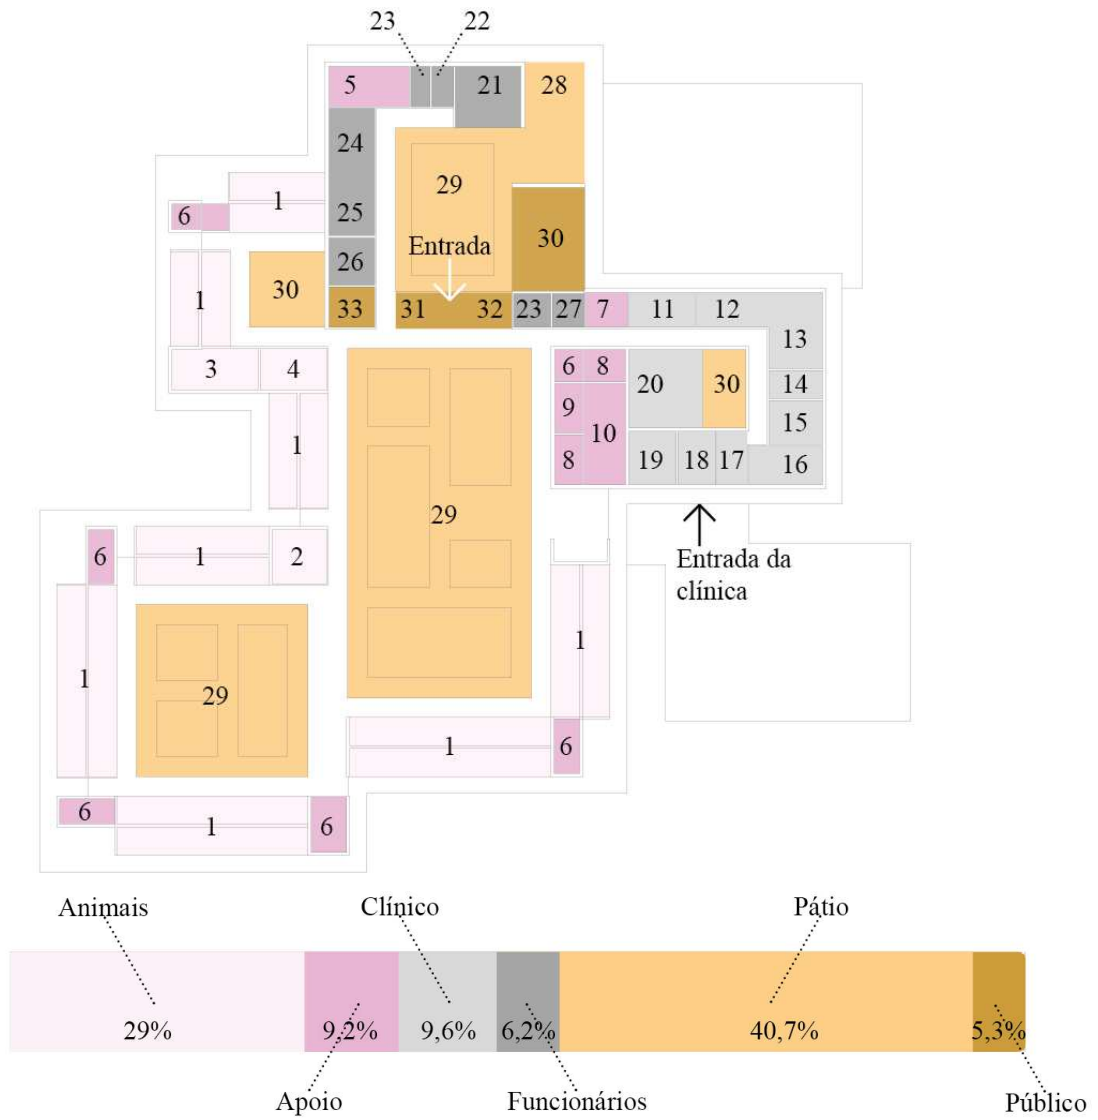 23 22
5 21 28
24
29
1
6 25
Entrada 30
26
30
1 33 31 32 23 27 7 11 12
13
3 4 6 8 20 30 14
9
10 15
1 8 19 18 17 16
29
Entrada da
clínica
6 1 2
1
1
29
1 6
6 1 6
Animais Clínico Pátio
29% 9,2% 9,6% 6,2% 40,7% 5,3%
Apoio Funcionários Público